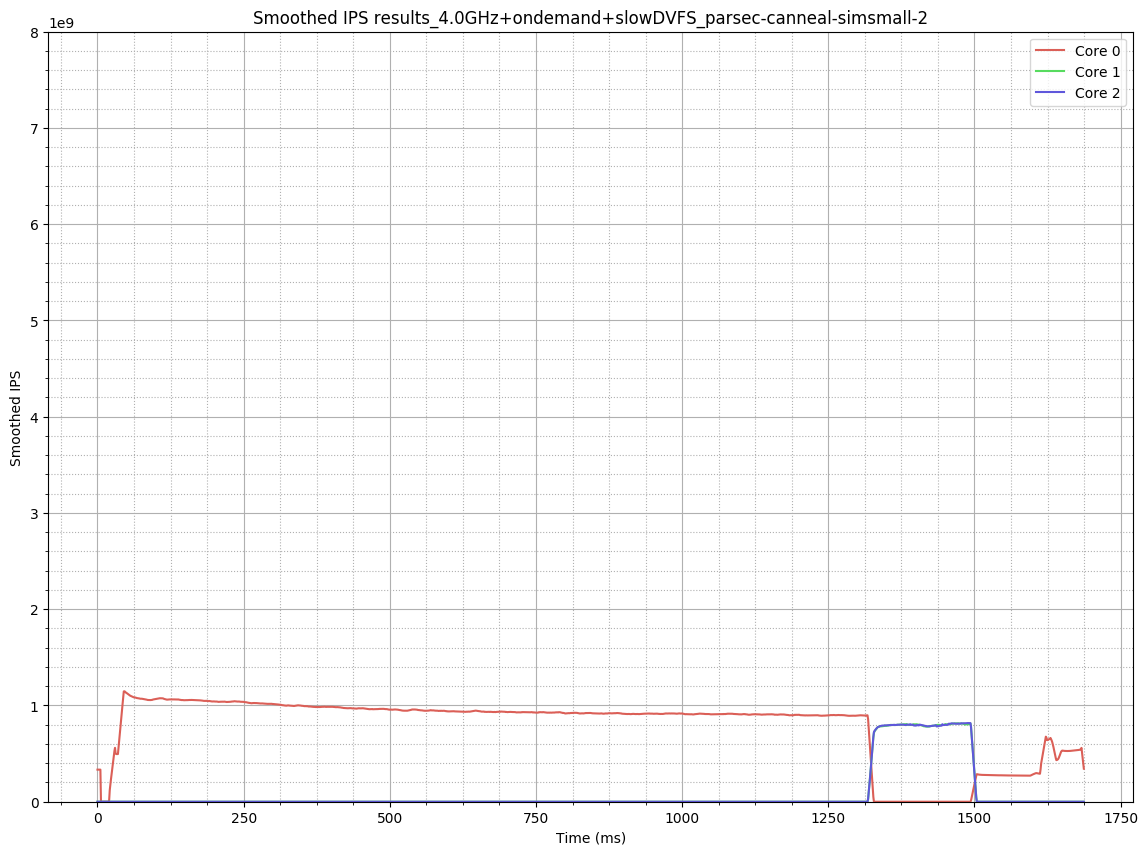 Smoothed IPS results_4.0GHz+ondemand+slowDVFS_parsec-canneal-simsmall-2
1e9
8
7
6
5
4
3
2
1
0
Smoothed IPS
Core 0
Core 1
Core 2
0
250
500
750
1000
1250
1500
1750
Time (ms)